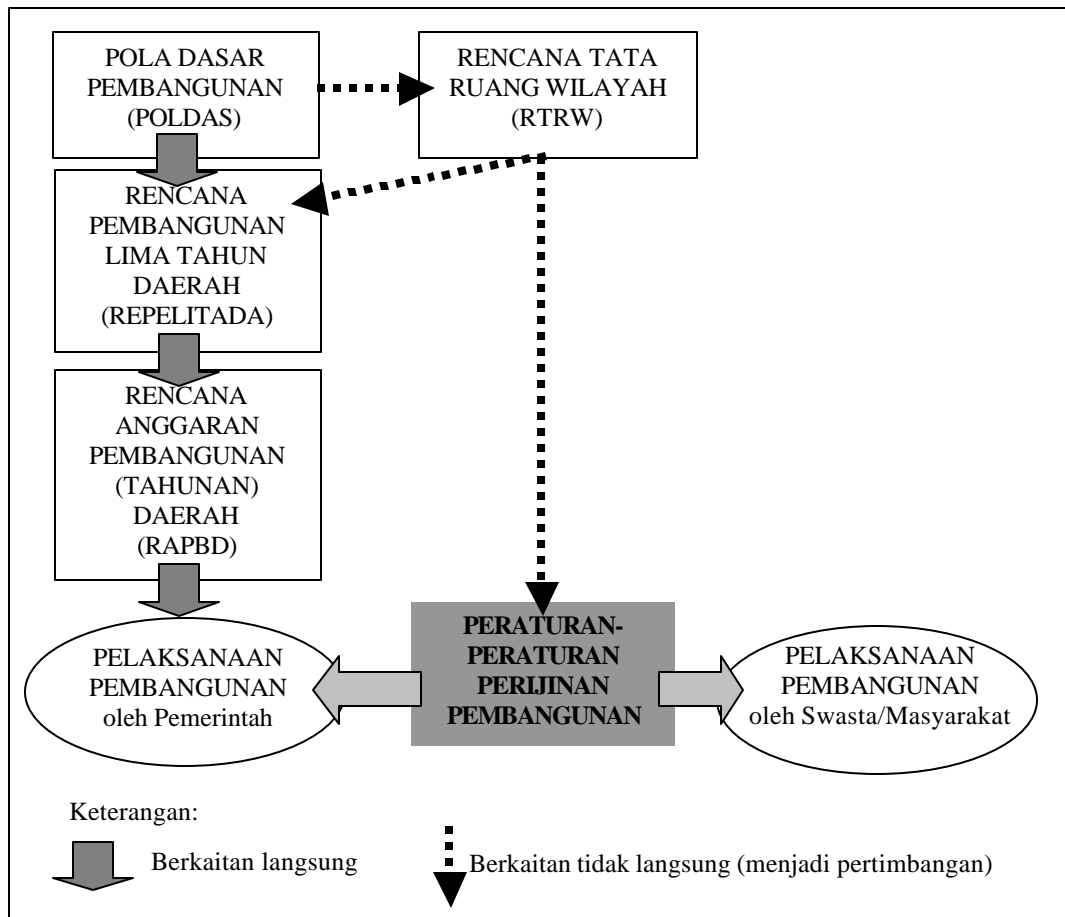 POLA DASAR
PEMBANGUNAN
(POLDAS)
RENCANA TATA
RUANG WILAYAH
(RTRW)
RENCANA
PEMBANGUNAN
LIMA TAHUN
DAERAH
(REPELITADA)
RENCANA
ANGGARAN
PEMBANGUNAN
(TAHUNAN)
DAERAH
(RAPBD)
PELAKSANAAN
PEMBANGUNAN
oleh Pemerintah
PERATURAN-
PERATURAN
PERIJINAN
PEMBANGUNAN
PELAKSANAAN
PEMBANGUNAN
oleh Swasta/Masyarakat
Keterangan:
Berkaitan langsung
Berkaitan tidak langsung (menjadi pertimbangan)